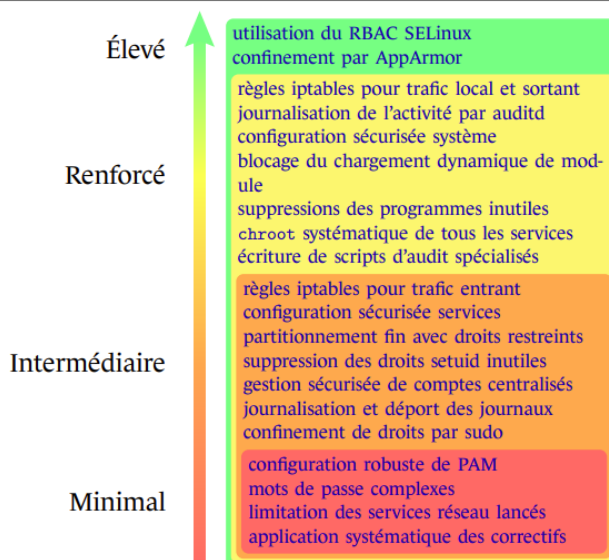 Élevé
utilisation du RBAC SELinux
confinement par AppArmor
Renforcé
règles iptables pour trafic local et sortant
journalisation de l'activité par auditd
configuration sécurisée système
blocage du chargement dynamique de mod-
ule
suppressions des programmes inutiles
chroot systématique de tous les services
écriture de scripts d'audit spécialisés
Intermédiaire
règles iptables pour trafic entrant
configuration sécurisée services
partitionnement fin avec droits restreints
suppression des droits setuid inutiles
gestion sécurisée de comptes centralisés
journalisation et déport des journaux
confinement de droits par sudo
Minimal
configuration robuste de PAM
mots de passe complexes
limitation des services réseau lancés
application systématique des correctifs